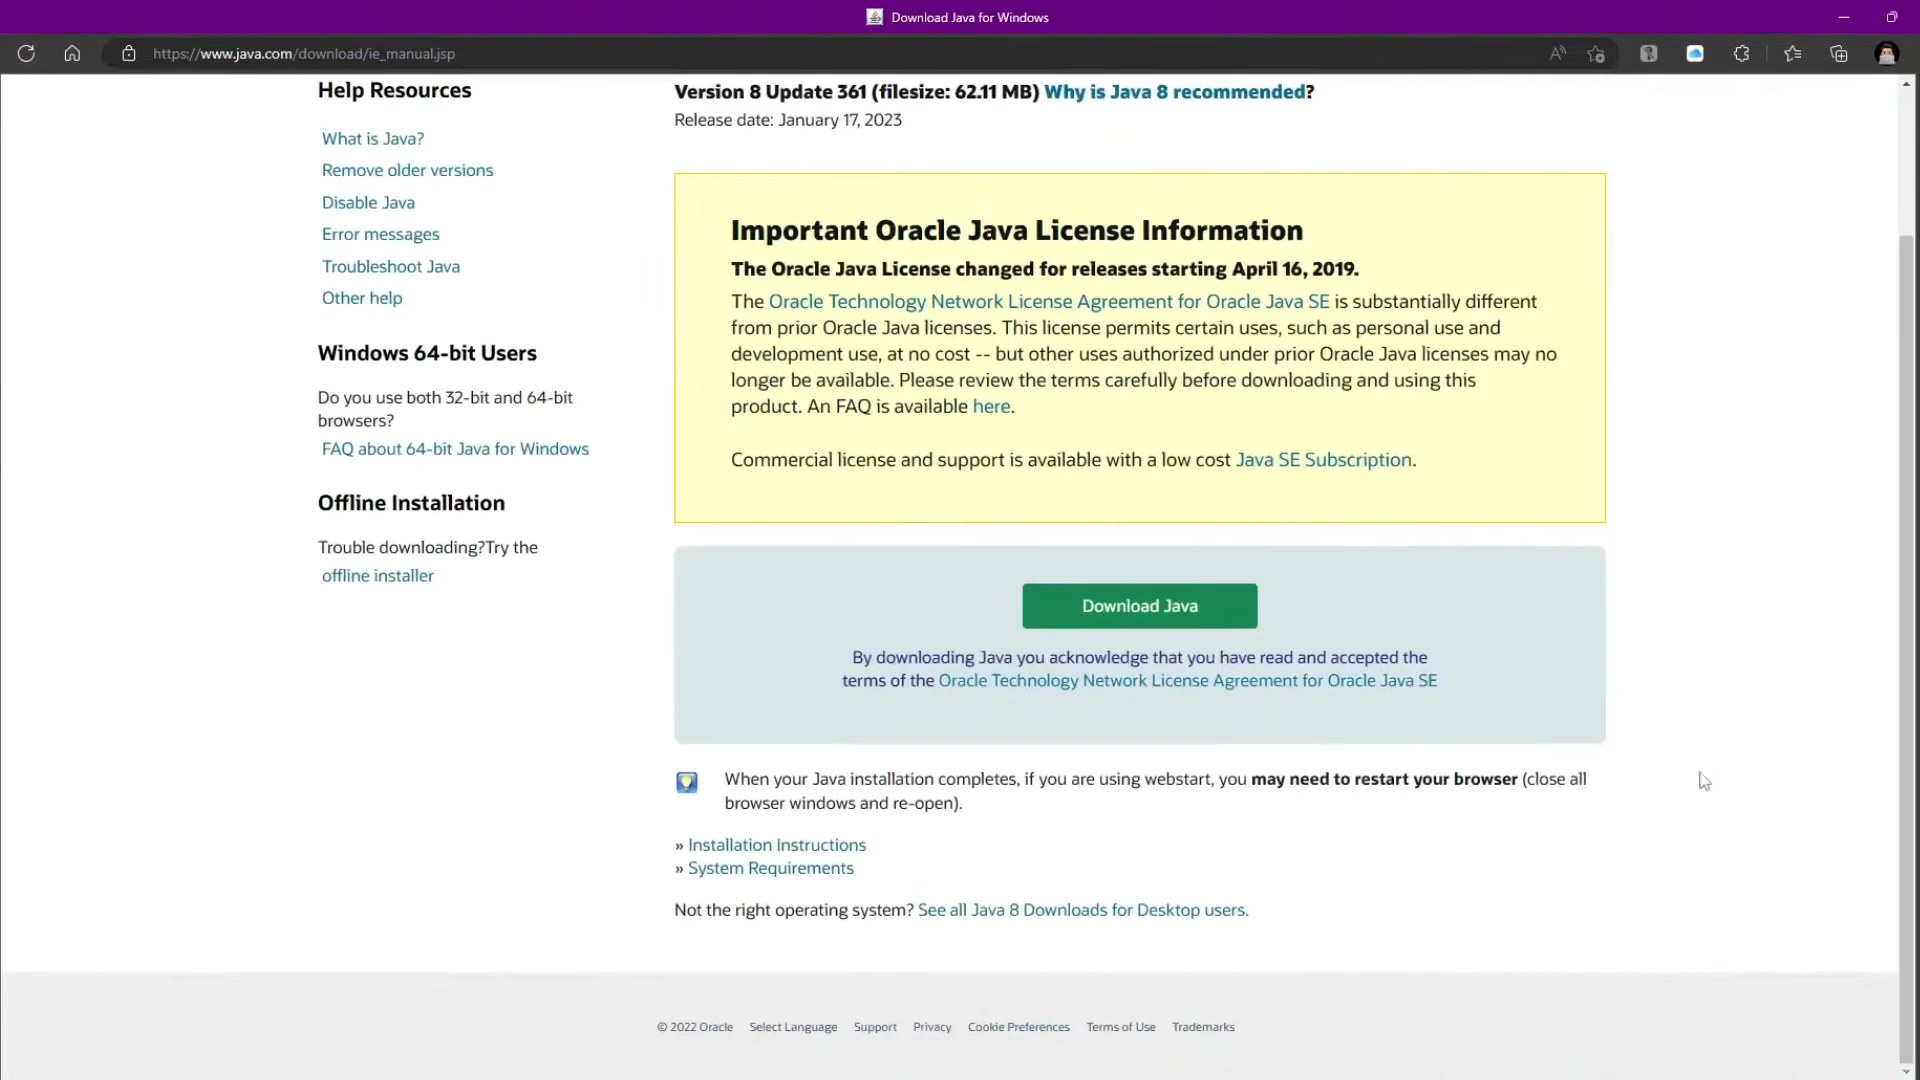 Download Java for Windows
https://www.java.com/download/ie_manual.jsp
Help Resources
What is Java?
Remove older versions
Disable Java
Error messages
Troubleshoot Java
Other help
Windows 64-bit Users
Do you use both 32-bit and 64-bit
browsers?
FAQ about 64-bit Java for Windows
Offline Installation
Trouble downloading?Try the
offline installer
Version 8 Update 361 (filesize: 62.11 MB) Why is Java 8 recommended?
Release date: January 17, 2023
Important Oracle Java License Information
The Oracle Java License changed for releases starting April 16, 2019.
The Oracle Technology Network License Agreement for Oracle Java SE is substantially different
from prior Oracle Java licenses. This license permits certain uses, such as personal use and
development use, at no cost -- but other uses authorized under prior Oracle Java licenses may no
longer be available. Please review the terms carefully before downloading and using this
product. An FAQ is available here.
Commercial license and support is available with a low cost Java SE Subscription.
Download Java
By downloading Java you acknowledge that you have read and accepted the
terms of the Oracle Technology Network License Agreement for Oracle Java SE
When your Java installation completes, if you are using webstart, you may need to restart your browser (close all
browser windows and re-open).
» Installation Instructions
» System Requirements
Not the right operating system? See all Java 8 Downloads for Desktop users.
© 2022 Oracle Select Language Support Privacy Cookie Preferences Terms of Use Trademarks